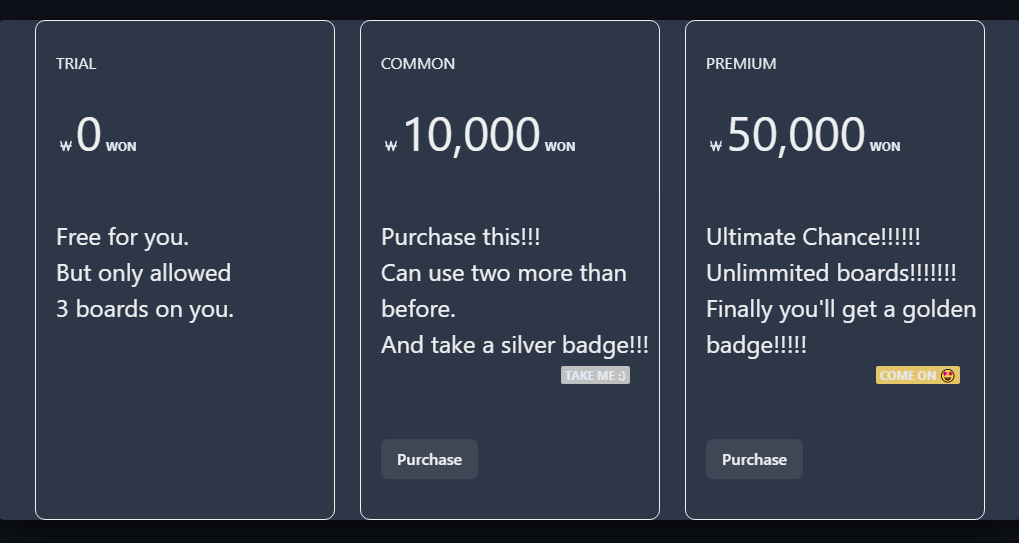 TRIAL
₩ 0 WON
Free for you.
But only allowed
3 boards on you.
COMMON
₩ 10,000 WON
Purchase this!!!
Can use two more than
before.
And take a silver badge!!!
TAKE ME :)
Purchase
PREMIUM
₩ 50,000 WON
Ultimate Chance!!!!!!
Unlimmited boards!!!!!!!
Finally you'll get a golden
badge!!!!!
COME ON 🤩
Purchase